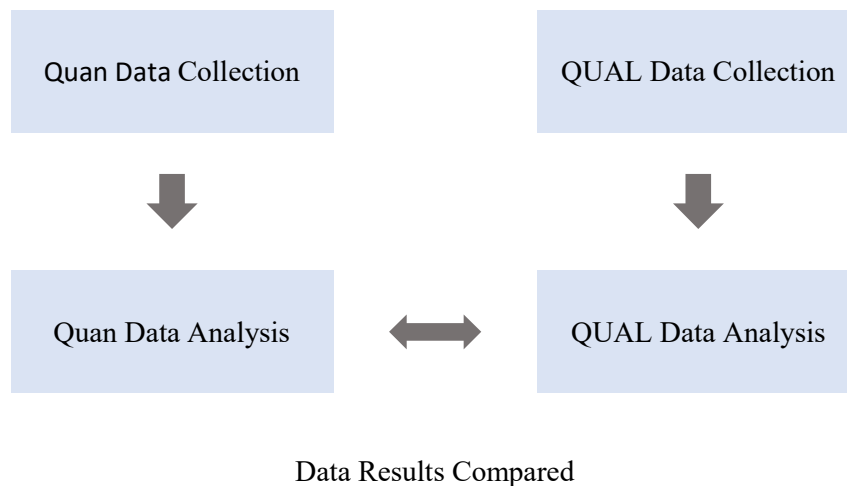 Quan Data Collection
QUAL Data Collection
Quan Data Analysis
QUAL Data Analysis
Data Results Compared